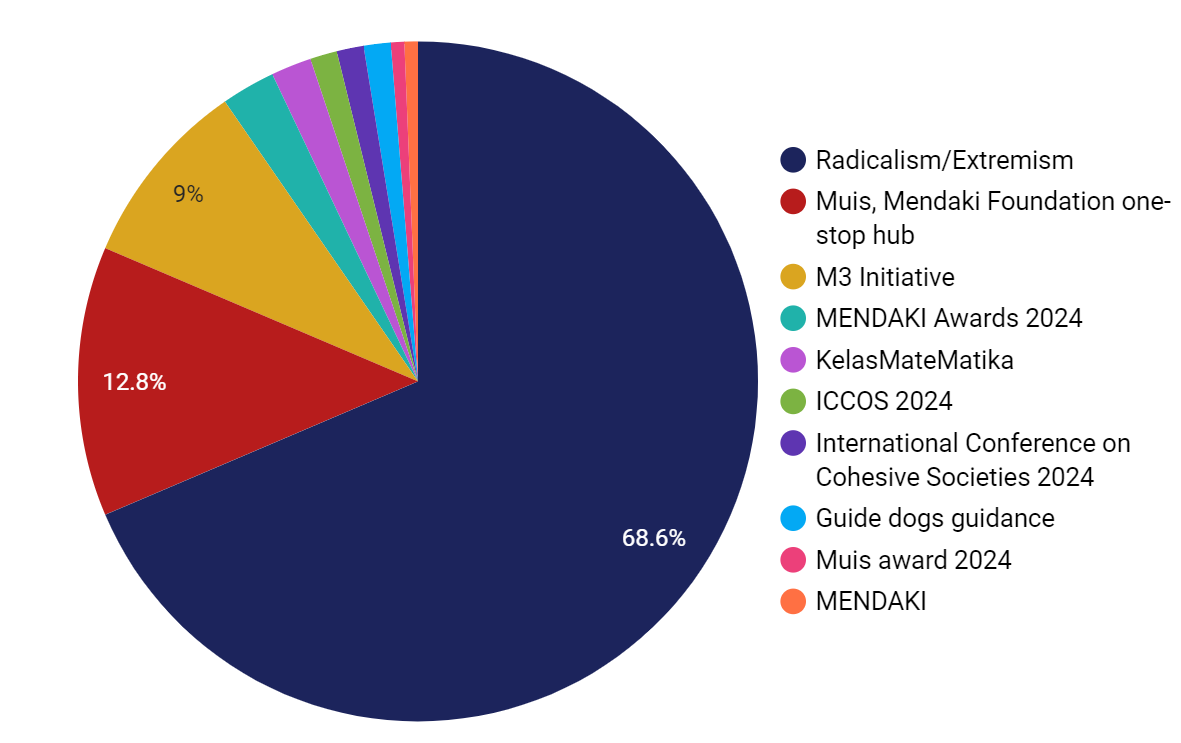 9%
12.8%
68.6%
Radicalism/Extremism
Muis, Mendaki Foundation one-
stop hub
M3 Initiative
MENDAKI Awards 2024
KelasMateMatika
ICCOS 2024
International Conference on
Cohesive Societies 2024
Guide dogs guidance
Muis award 2024
MENDAKI